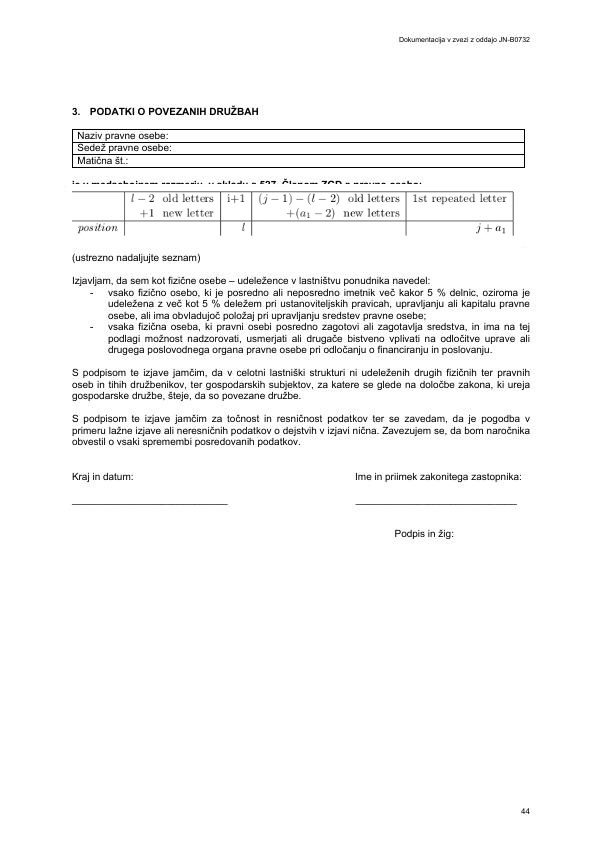 Dokumentacija v zvezi z oddajo JN-B0732
3. PODATKI O POVEZANIH DRUŽBAH
Naziv pravne osebe:
Sedež pravne osebe:
Matična št.:
l − 2 old letters i+1 (j − 1) − (l − 2) old letters 1st repeated letter
+1 new letter +(a₁ − 2) new letters
position l j + a₁
(ustrezno nadaljujte seznam)
Izjavljam, da sem kot fizične osebe – udeležence v lastništvu ponudnika navedel:
- vsako fizično osebo, ki je posredno ali neposredno imetnik več kakor 5 % delnic, oziroma je
udeležena z več kot 5 % deležem pri ustanoviteljskih pravicah, upravljanju ali kapitalu pravne
osebe, ali ima obvladujoč položaj pri upravljanju sredstev pravne osebe;
- vsaka fizična oseba, ki pravni osebi posredno zagotovi ali zagotavlja sredstva, in ima na tej
podlagi možnost nadzorovati, usmerjati ali drugače bistveno vplivati na odločitve uprave ali
drugega poslovodnega organa pravne osebe pri odločanju o financiranju in poslovanju.
S podpisom te izjave jamčim, da v celotni lastniški strukturi ni udeleženih drugih fizičnih ter pravnih
oseb in tihih družbenikov, ter gospodarskih subjektov, za katere se glede na določbe zakona, ki ureja
gospodarske družbe, šteje, da so povezane družbe.
S podpisom te izjave jamčim za točnost in resničnost podatkov ter se zavedam, da je pogodba v
primeru lažne izjave ali neresničnih podatkov o dejstvih v izjavi nična. Zavezujem se, da bom naročnika
obvestil o vsaki spremembi posredovanih podatkov.
Kraj in datum: Ime in priimek zakonitega zastopnika:
Podpis in žig:
44